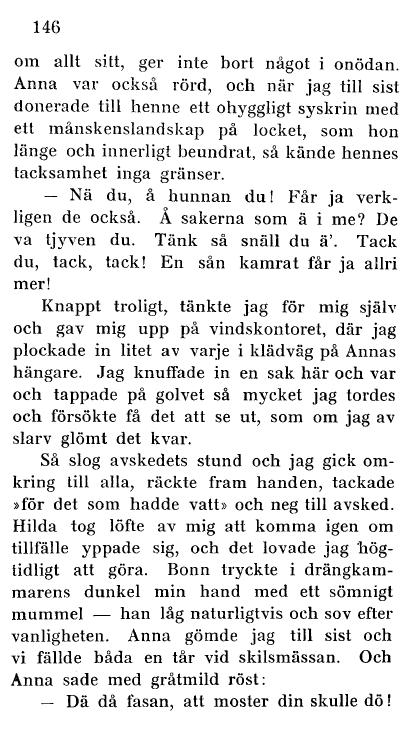 146
om allt sitt, ger inte bort något i onödan.
Anna var också rörd, och när jag till sist
donerade till henne ett ohyggligt syskrin med
ett månskenslandskap på locket, som hon
länge och innerligt beundrat, så kände hennes
tacksamhet inga gränser.
— Nä du, å hunnan du! Får ja verk-
ligen de också. Å sakerna som ä i me? De
va tjyven du. Tänk så snäll du ä'. Tack
du, tack, tack! En sån kamrat får ja allri
mer!
Knappt troligt, tänkte jag för mig själv
och gav mig upp på vindskontoret, där jag
plockade in litet av varje i klädväg på Annas
hängare. Jag knuffade in en sak här och var
och tappade på golvet så mycket jag tordes
och försökte få det att se ut, som om jag av
slarv glömt det kvar.
Så slog avskedets stund och jag gick om-
kring till alla, räckte fram handen, tackade
»för det som hadde vatt» och neg till avsked.
Hilda tog löfte av mig att komma igen om
tillfälle yppade sig, och det lovade jag hög-
tidligt att göra. Bonn tryckte i drängkam-
marens dunkel min hand med ett sömnigt
mummel — han låg naturligtvis och sov efter
vanligheten. Anna gömde jag till sist och
vi fällde båda en tår vid skilsmässan. Och
Anna sade med gråtmild röst:
— Dä då fasan, att moster din skulle dö!